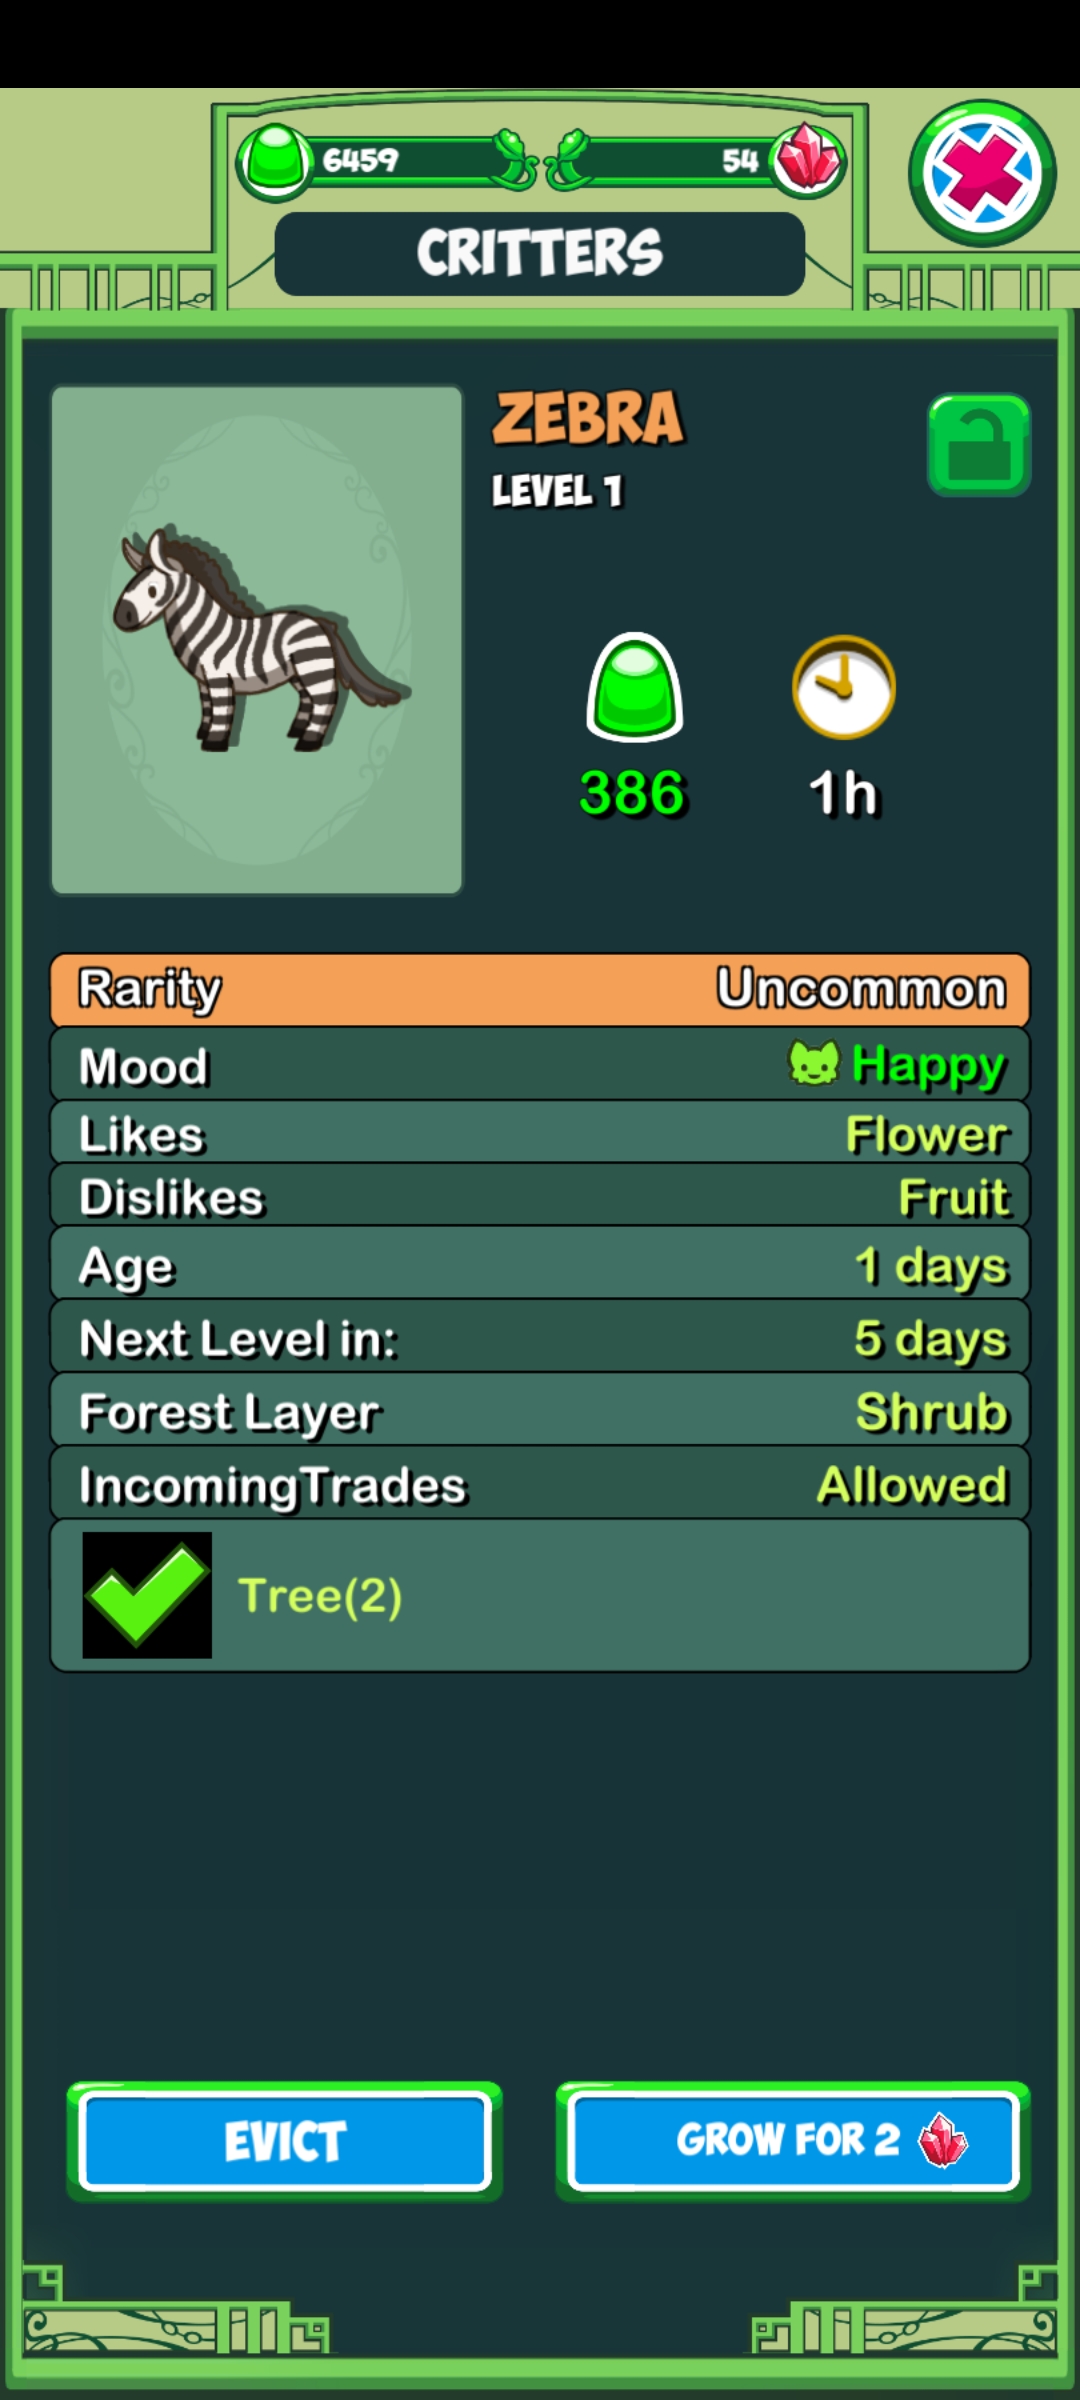 6459 54
CRITTERS
ZEBRA
LEVEL 1
386 1h
Rarity Uncommon
Mood Happy
Likes Flower
Dislikes Fruit
Age 1 days
Next Level in: 5 days
Forest Layer Shrub
IncomingTrades Allowed
Tree(2)
EVICT GROW FOR 2